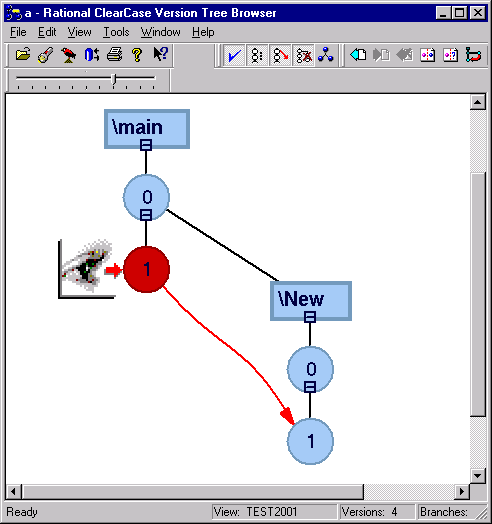 a - Rational ClearCase Version Tree Browser
File Edit View Tools Window Help
\main
0
1
\New
0
1
Ready View: TEST2001 Versions: 4 Branches: